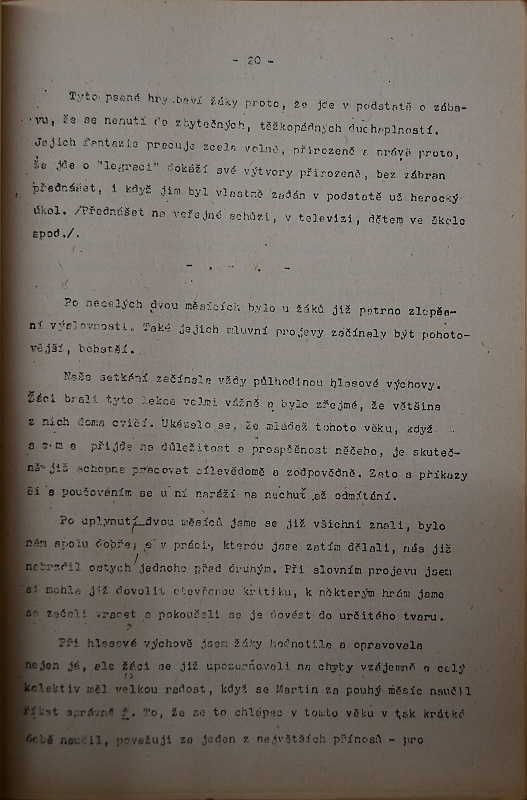 - 20 -
Tyto psané hry baví žáky proto, že jde v podstatě o zába-
vu, že se nenutí do zbytečných, těžkopádných duchaplností.
Jejich fantazie pracuje zcela volně, přirozeně a právě proto,
že jde o "legraci" dokáží své výtvory přirozeně, bez zábran
přednášet, i když jim byl vlastně zadán v podstatě už herecký
úkol. /Přednášet na veřejné schůzi, v televizi, dětem ve škole
apod./.
- . - . -
Po necelých dvou měsících bylo u žáků již patrno zlepše-
ní výslovnosti. Také jejich mluvní projevy začínaly být pohoto-
vější, bohatší.
Naše setkání začínala vždy půlhodinou hlasové výchovy.
Žáci brali tyto lekce velmi vážně a bylo zřejmé, že většina
z nich doma cvičí. Ukázalo se, že mládež tohoto věku, když
s a m a přijde na důležitost a prospěšnost něčeho, je skuteč-
ně již schopna pracovat cílevědomě a zodpovědně. Zato s příkazy
či s poučováním se u ní naráží na nechuť až odmítání.
Po uplynutí dvou měsíců jsme se již všichni znali, bylo
nám spolu dobře, a v práci, kterou jsme zatím dělali, nás již
nebrzdil ostych jednoho před druhým. Při slovním projevu jsem
si mohla již dovolit otevřenou kritiku, k některým hrám jsme
se začali vracet a pokoušeli se je dovést do určitého tvaru.
Při hlasové výchově jsem žáky hodnotila a opravovala
nejen já, ale žáci se již upozorňovali na chyby vzájemně a celý
kolektiv měl velkou radost, když se Martin za pouhý měsíc naučil
říkat správně ř. To, že se to chlapec v tomto věku v tak krátké
době naučil, považuji za jeden z největších přínosů - pro